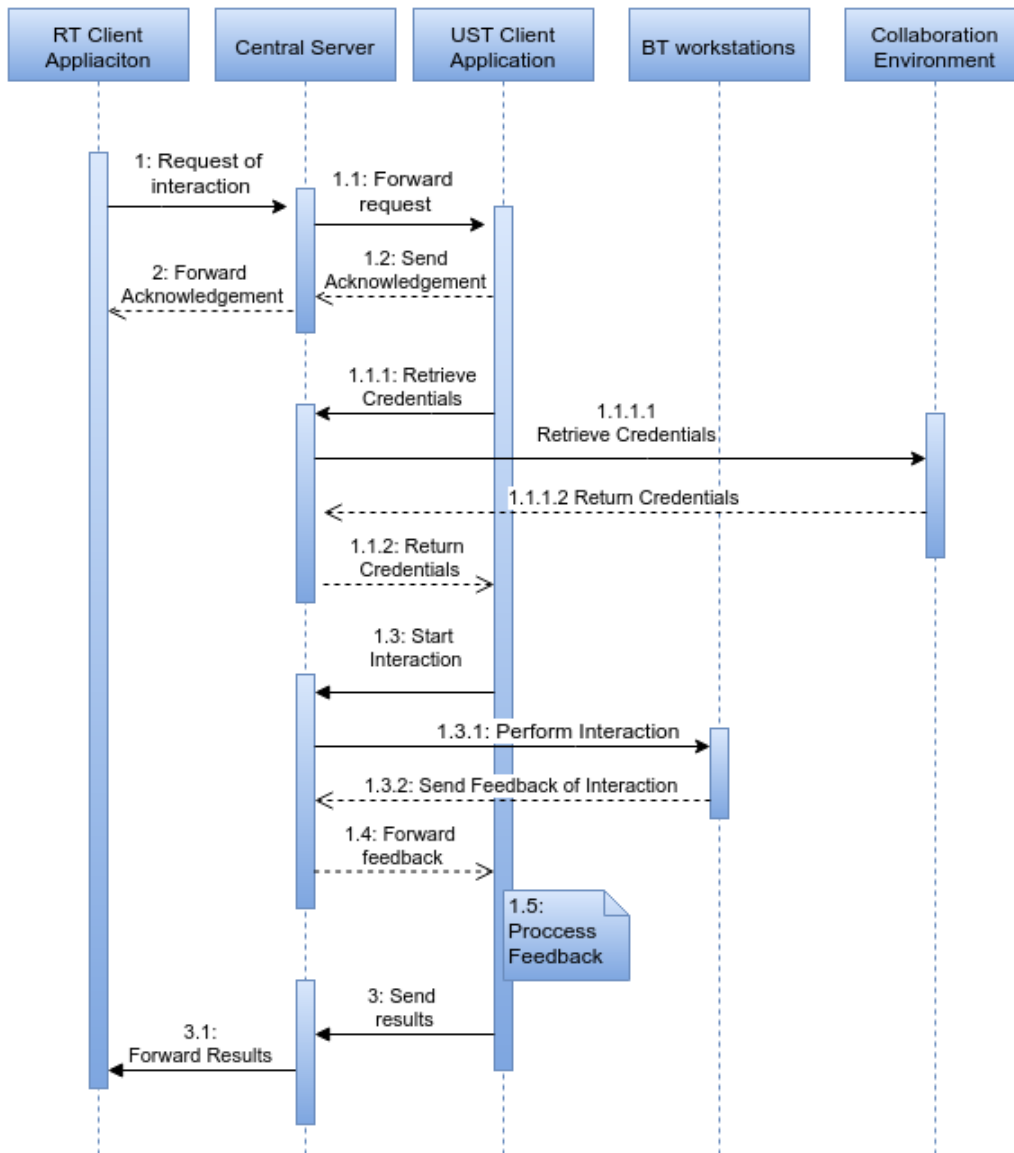 RT Client
Appliaciton
Central Server
UST Client
Application
BT workstations
Collaboration
Environment
1: Request of
interaction
1.1: Forward
request
1.2: Send
Acknowledgement
2: Forward
Acknowledgement
1.1.1: Retrieve
Credentials
1.1.1.1
Retrieve Credentials
1.1.1.2 Return Credentials
1.1.2: Return
Credentials
1.3: Start
Interaction
1.3.1: Perform Interaction
1.3.2: Send Feedback of Interaction
1.4: Forward
feedback
1.5:
Proccess
Feedback
3: Send
results
3.1:
Forward Results